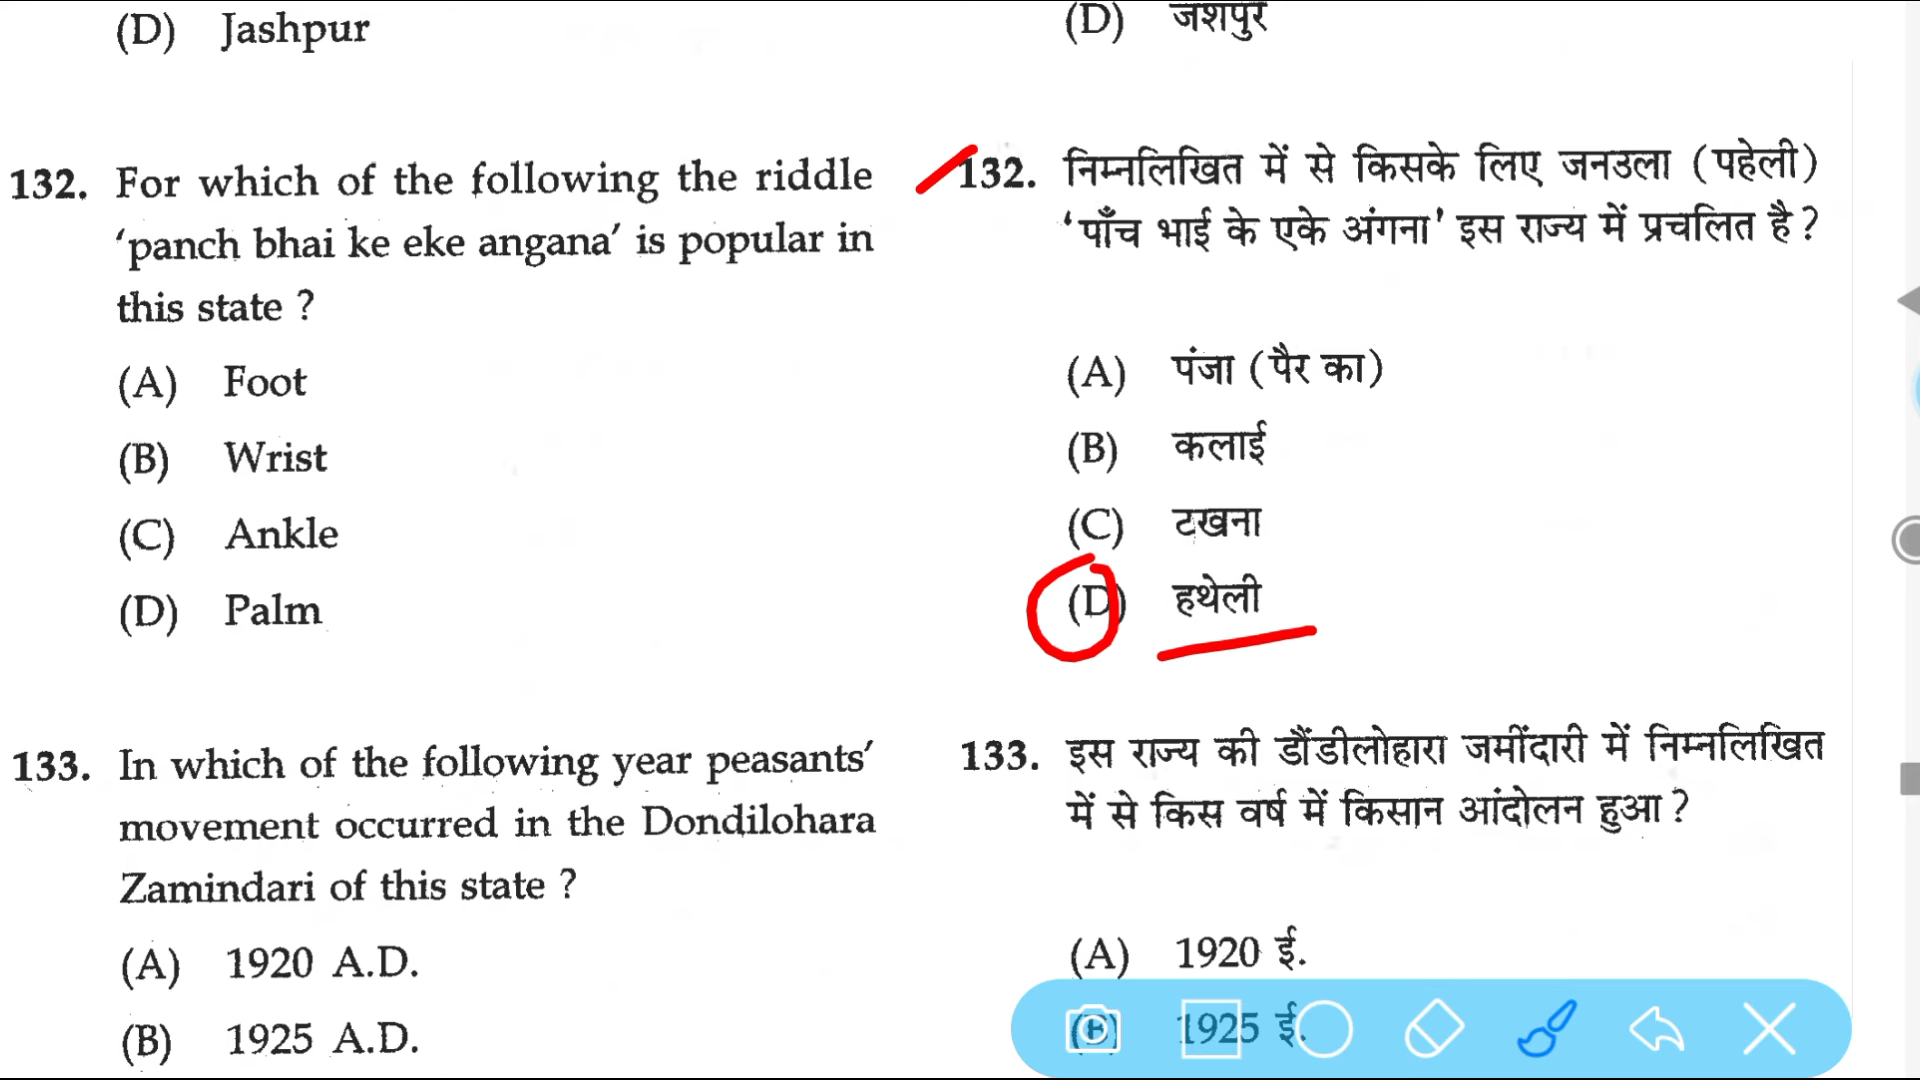 (D) Jashpur
132. For which of the following the riddle
'panch bhai ke eke angana' is popular in
this state ?
(A) Foot
(B) Wrist
(C) Ankle
(D) Palm
133. In which of the following year peasants'
movement occurred in the Dondilohara
Zamindari of this state ?
(A) 1920 A.D.
(B) 1925 A.D.
(D) जशपुर
132. निम्नलिखित में से किसके लिए जनउला (पहेली)
'पाँच भाई के एके अंगना' इस राज्य में प्रचलित है ?
(A) पंजा (पैर का)
(B) कलाई
(C) टखना
(D) हथेली
133. इस राज्य की डौंडीलोहारा जमींदारी में निम्नलिखित
में से किस वर्ष में किसान आंदोलन हुआ ?
(A) 1920 ई.
(B) 1925 ई.